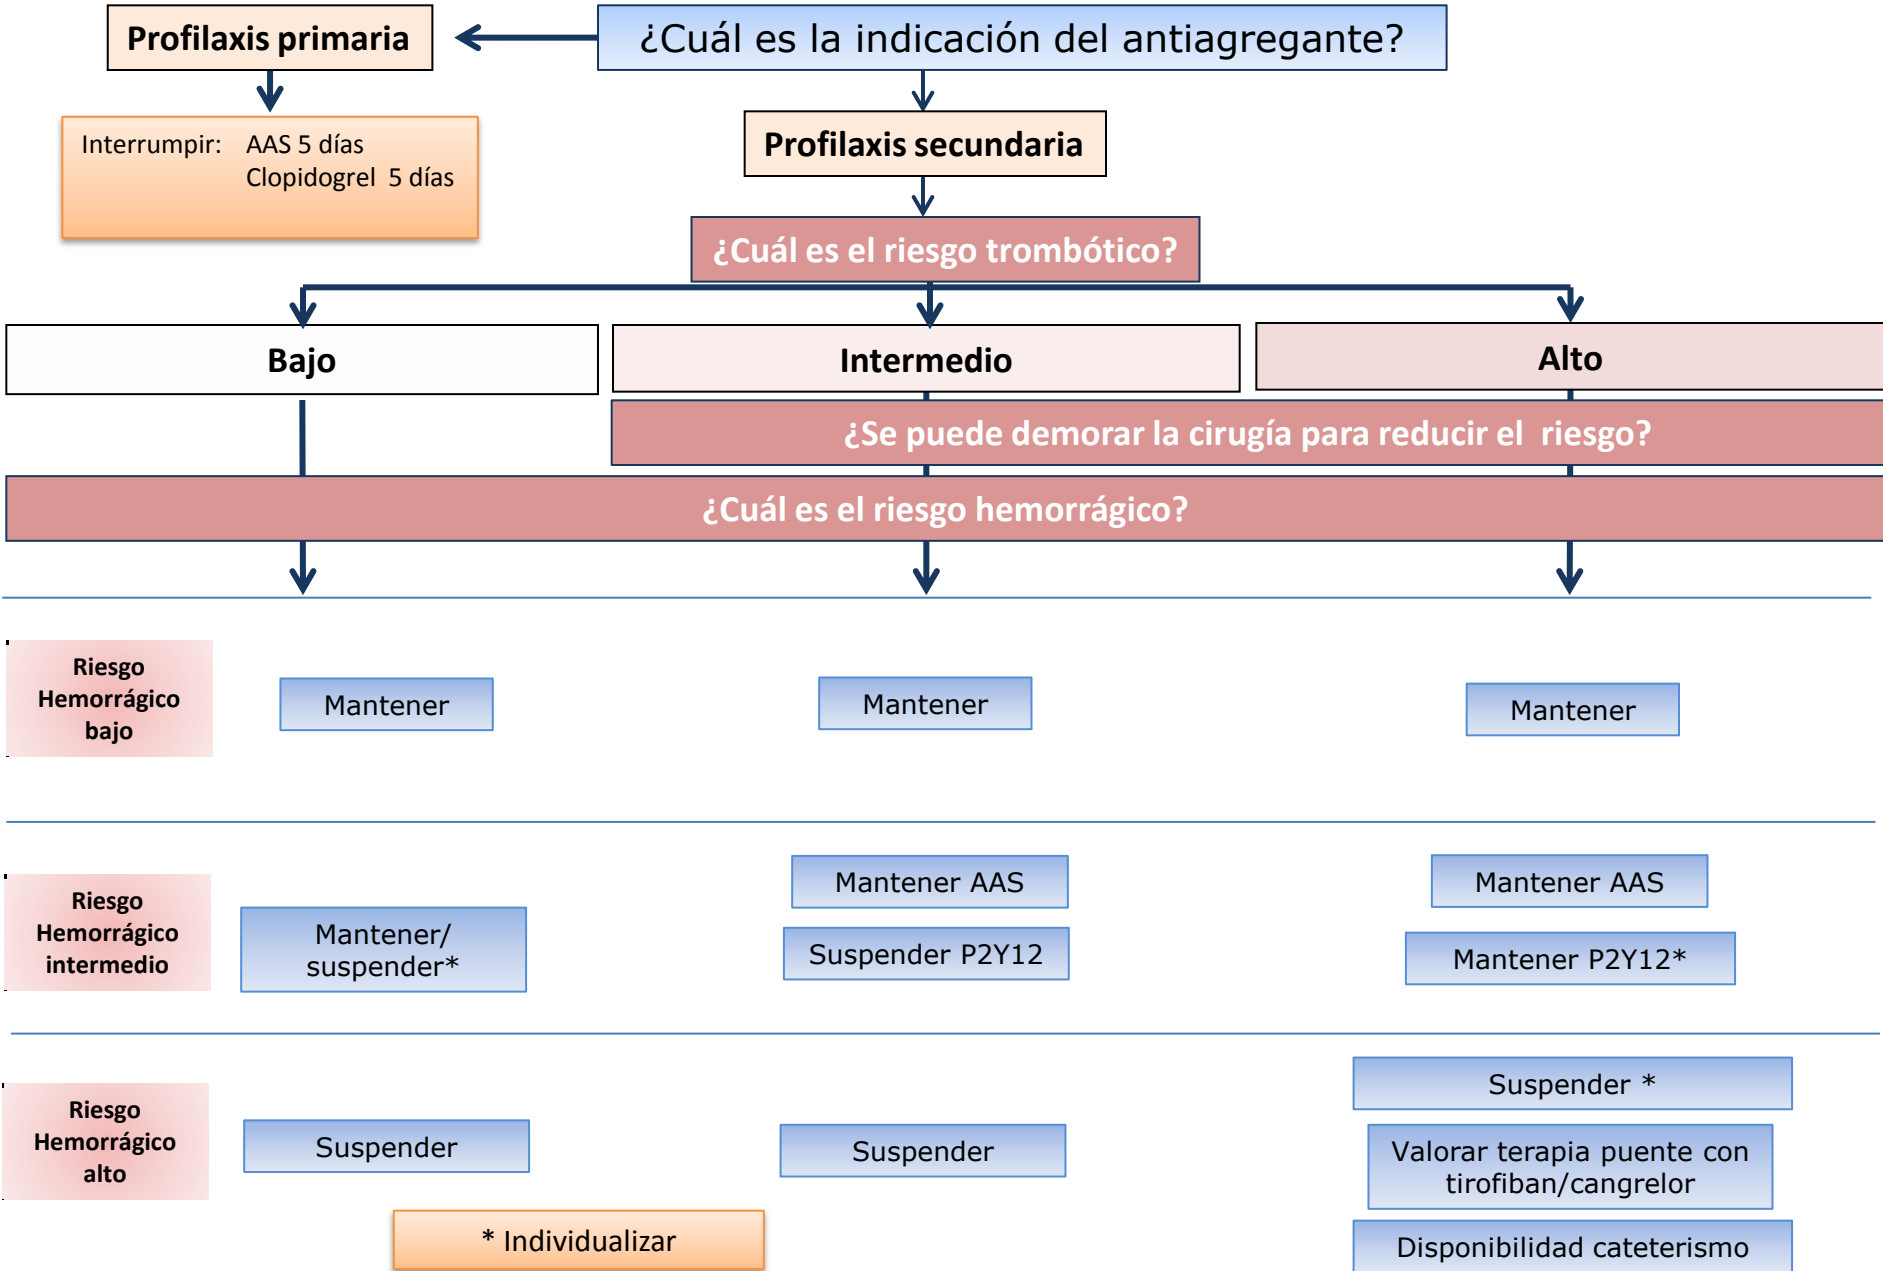 Profilaxis primaria
¿Cuál es la indicación del antiagregante?
Interrumpir: AAS 5 días
Clopidogrel 5 días
Profilaxis secundaria
¿Cuál es el riesgo trombótico?
Bajo
Intermedio
Alto
¿Se puede demorar la cirugía para reducir el riesgo?
¿Cuál es el riesgo hemorrágico?
Riesgo
Hemorrágico
bajo
Mantener
Mantener
Mantener
Riesgo
Hemorrágico
intermedio
Mantener/
suspender*
Mantener AAS
Suspender P2Y12
Mantener AAS
Mantener P2Y12*
Riesgo
Hemorrágico
alto
Suspender
Suspender
Suspender *
Valorar terapia puente con
tirofiban/cangrelor
Disponibilidad cateterismo
* Individualizar